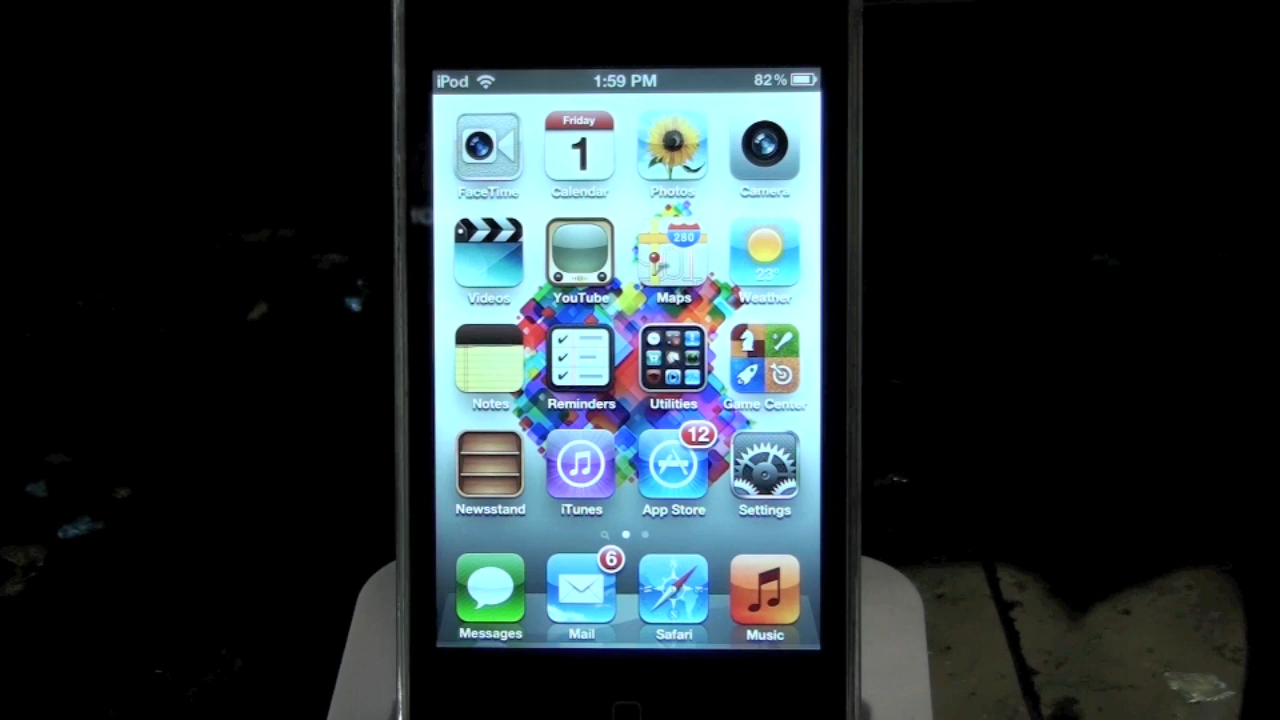 iPod 1:59 PM 82%
Friday
1
FaceTime Calendar Photos Camera
280
23°
Videos YouTube Maps Weather
Notes Reminders Utilities Game Center
12
Newsstand iTunes App Store Settings
6
Messages Mail Safari Music